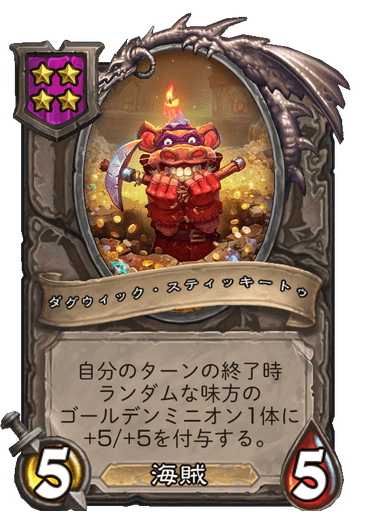 ダグウィック・スティッキートゥ
自分のターンの終了時
ランダムな味方の
ゴールデンミニオン1体に
+5/+5を付与する。
5
海賊
5